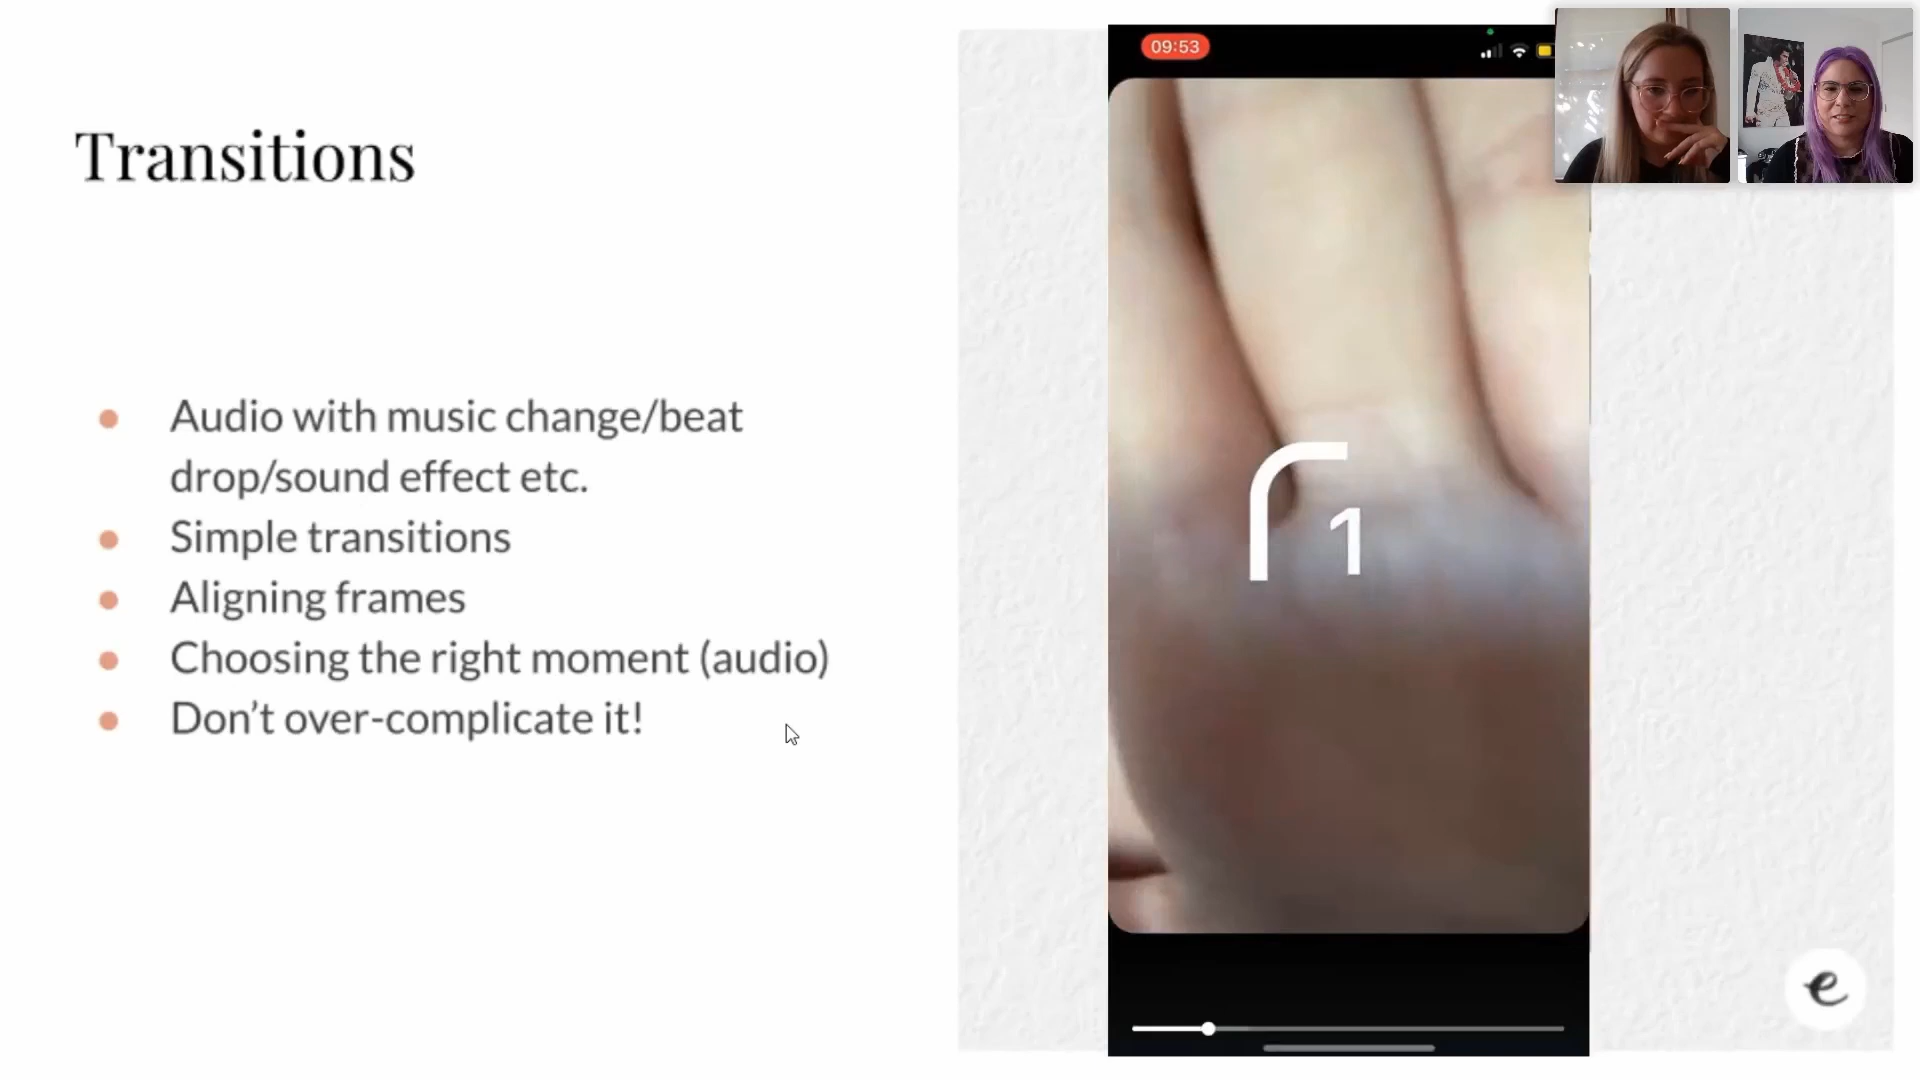 Transitions
Audio with music change/beat
drop/sound effect etc.
Simple transitions
Aligning frames
Choosing the right moment (audio)
Don’t over-complicate it!
09:53
1
e